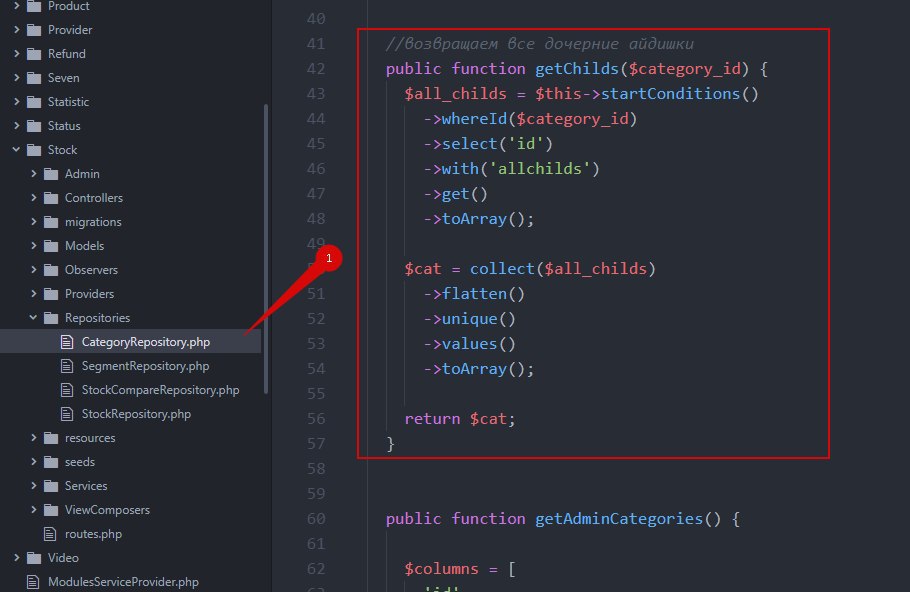 Product
Provider
Refund
Seven
Statistic
Status
Stock
Admin
Controllers
migrations
Models
Observers
Providers
Repositories
CategoryRepository.php
SegmentRepository.php
StockCompareRepository.php
StockRepository.php
resources
seeds
Services
ViewComposers
routes.php
Video
ModulesServiceProvider.php
1
40
41 //возвращаем все дочерние айдишки
42 public function getChilds($category_id) {
43 $all_childs = $this->startConditions()
44 ->whereId($category_id)
45 ->select('id')
46 ->with('allchilds')
47 ->get()
48 ->toArray();
49
$cat = collect($all_childs)
51 ->flatten()
52 ->unique()
53 ->values()
54 ->toArray();
55
56 return $cat;
57 }
58
59
60 public function getAdminCategories() {
61
62 $columns = [
63 'id'